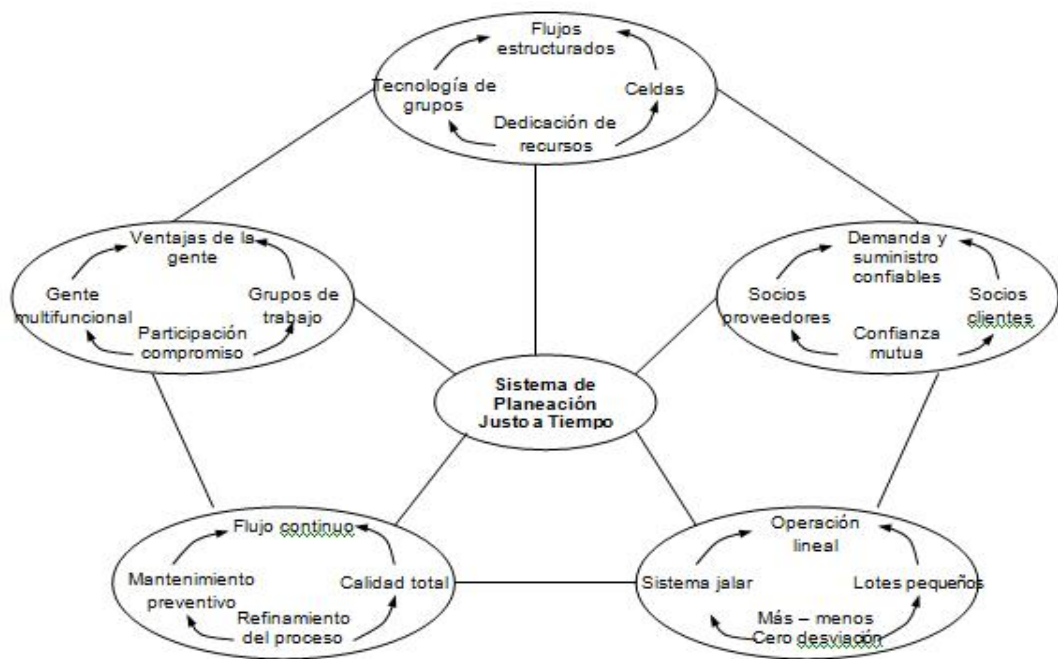 Flujos
estructurados
Tecnología de
grupos
Celdas
Dedicación de
recursos
Ventajas de la
gente
Gente
multifuncional
Grupos de
trabajo
Participación
compromiso
Demanda y
suministro
confiables
Socios
proveedores
Socios
clientes
Confianza
mutua
Sistema de
Planeación
Justo a Tiempo
Flujo continuo
Mantenimiento
preventivo
Calidad total
Refinamiento
del proceso
Operación
lineal
Sistema jalar
Lotes pequeños
Más – menos
Cero desviación